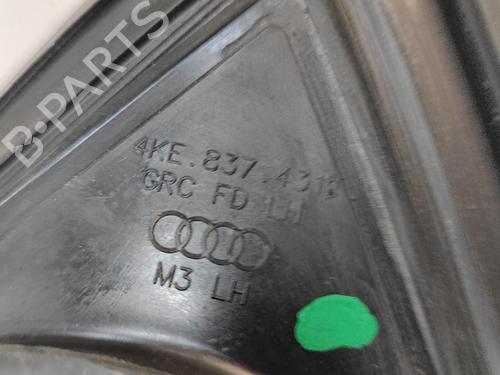 B-PARTS
4KE.837.431
GRC FD LH
M3 LH